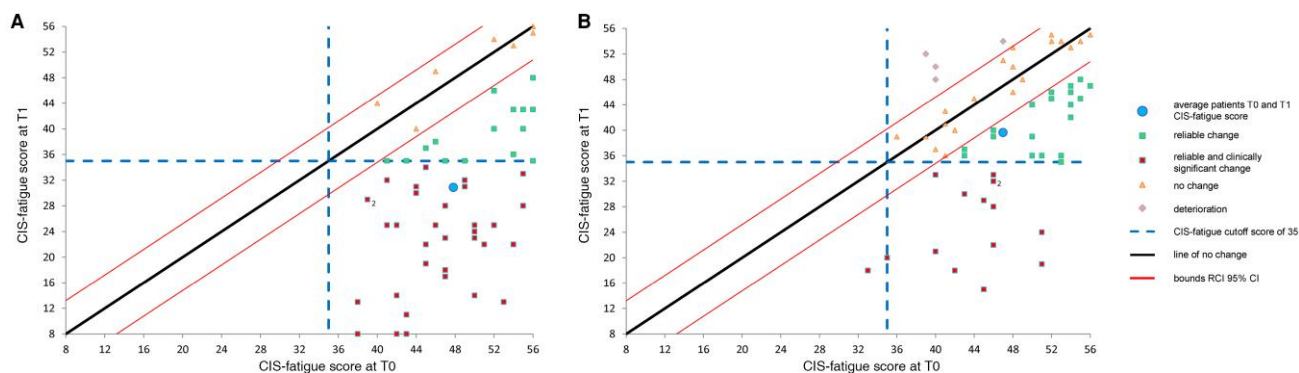 A
CIS-fatigue score at T1
56
52
48
44
40
36
32
28
24
20
16
12
8
2
8 12 16 20 24 28 32 36 40 44 48 52 56
CIS-fatigue score at T0
B
CIS-fatigue score at T1
56
52
48
44
40
36
32
28
24
20
16
12
8
2
8 12 16 20 24 28 32 36 40 44 48 52 56
CIS-fatigue score at T0
average patients T0 and T1
CIS-fatigue score
reliable change
reliable and clinically
significant change
no change
deterioration
CIS-fatigue cutoff score of 35
line of no change
bounds RCI 95% CI